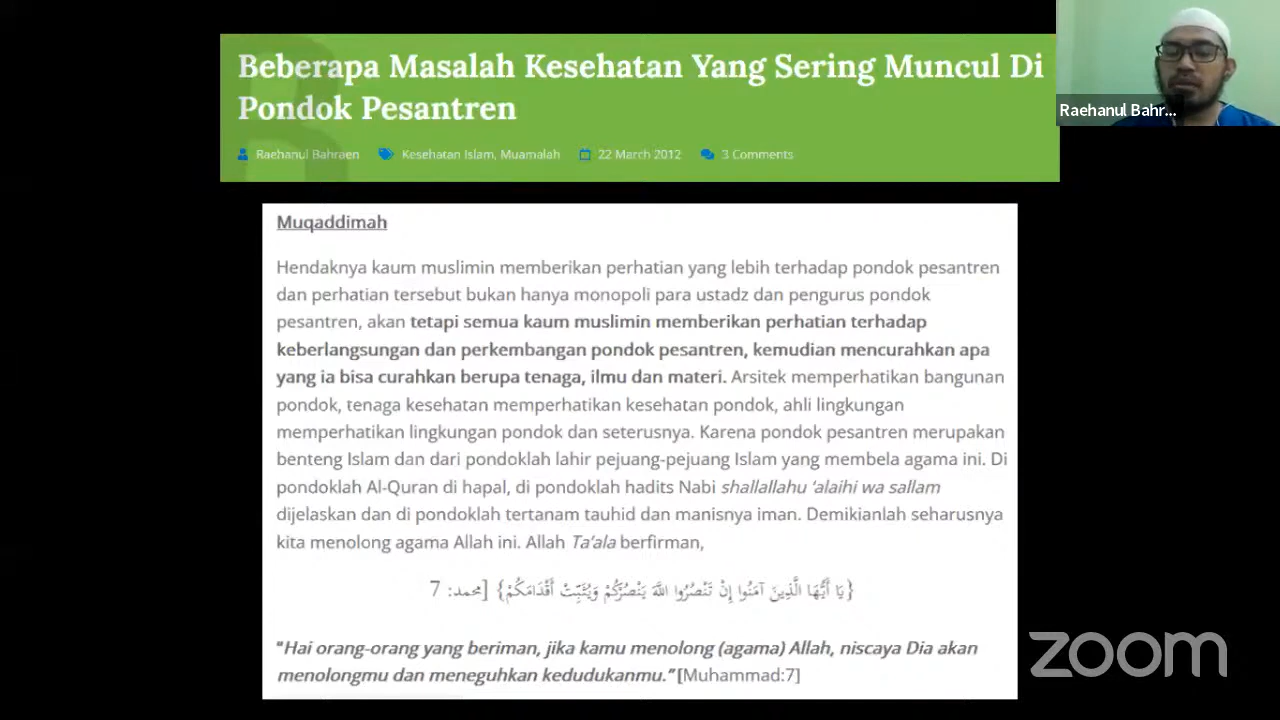 Beberapa Masalah Kesehatan Yang Sering Muncul Di
Pondok Pesantren
Raehanul Bahraen Kesehatan Islam, Muamalah 22 March 2012 3 Comments
Raehanul Bahr...
Muqaddimah
Hendaknya kaum muslimin memberikan perhatian yang lebih terhadap pondok pesantren
dan perhatian tersebut bukan hanya monopoli para ustadz dan pengurus pondok
pesantren, akan tetapi semua kaum muslimin memberikan perhatian terhadap
keberlangsungan dan perkembangan pondok pesantren, kemudian mencurahkan apa
yang ia bisa curahkan berupa tenaga, ilmu dan materi. Arsitek memperhatikan bangunan
pondok, tenaga kesehatan memperhatikan kesehatan pondok, ahli lingkungan
memperhatikan lingkungan pondok dan seterusnya. Karena pondok pesantren merupakan
benteng Islam dan dari pondoklah lahir pejuang-pejuang Islam yang membela agama ini. Di
pondoklah Al-Quran di hapal, di pondoklah hadits Nabi shallallahu 'alaihi wa sallam
dijelaskan dan di pondoklah tertanam tauhid dan manisnya iman. Demikianlah seharusnya
kita menolong agama Allah ini. Allah Ta'ala berfirman,
{يَا أَيُّهَا الَّذِينَ آمَنُوا إِنْ تَنْصُرُوا اللَّهَ يَنْصُرْكُمْ وَيُثَبِّتْ أَقْدَامَكُمْ} [محمد: 7
"Hai orang-orang yang beriman, jika kamu menolong (agama) Allah, niscaya Dia akan
menolongmu dan meneguhkan kedudukanmu." [Muhammad:7]
zoom